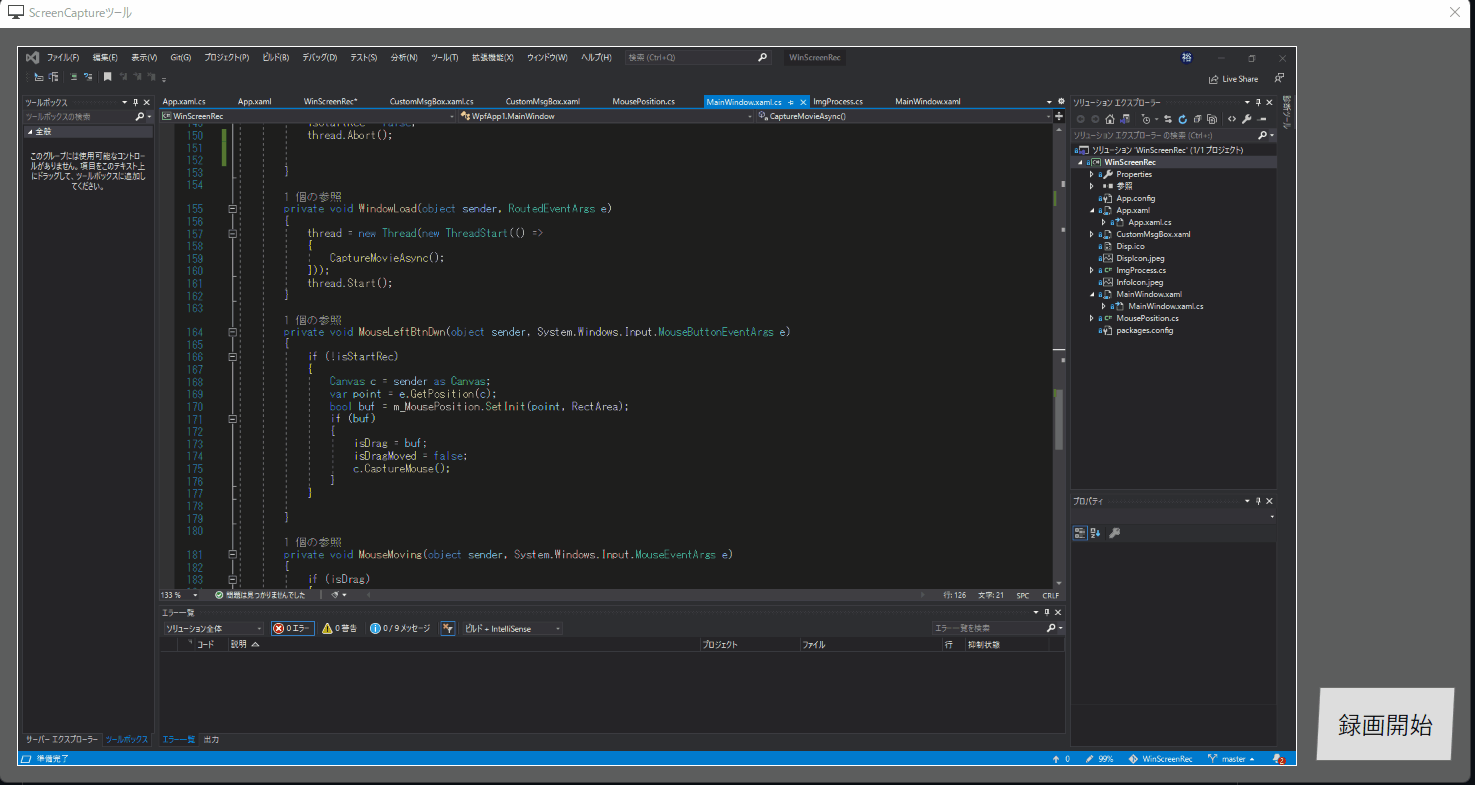 ScreenCaptureツール
ファイル(F) 編集(E) 表示(V) Git(G) プロジェクト(P) ビルド(B) デバッグ(D) テスト(S) 分析(N) ツール(T) 拡張機能(X) ウィンドウ(W) ヘルプ(H) 検索 (Ctrl+Q) WinScreenRec 裕
Live Share
ツールボックス
ツールボックスの検索
全般
このグループには使用可能なコントロールがありません。項目をこのテキスト上にドラッグして、ツールボックスに追加してください。
App.xaml.cs App.xaml WinScreenRec* CustomMsgBox.xaml.cs CustomMsgBox.xaml MousePosition.cs MainWindow.xaml.cs ImgProcess.cs MainWindow.xaml
WinScreenRec WpfApp1.MainWindow CaptureMovieAsync()
150 thread.Abort();
151
152
153 }
154
1 個の参照
155 private void WindowLoad(object sender, RoutedEventArgs e)
156 {
157 thread = new Thread(new ThreadStart(() =>
158 {
159 CaptureMovieAsync();
160 }));
161 thread.Start();
162 }
163
1 個の参照
164 private void MouseLeftBtnDwn(object sender, System.Windows.Input.MouseButtonEventArgs e)
165 {
166 if (!isStartRec)
167 {
168 Canvas c = sender as Canvas;
169 var point = e.GetPosition(c);
170 bool buf = m_MousePosition.SetInit(point, RectArea);
171 if (buf)
172 {
173 isDrag = buf;
174 isDragMoved = false;
175 c.CaptureMouse();
176 }
177 }
178
179 }
180
1 個の参照
181 private void MouseMoving(object sender, System.Windows.Input.MouseEventArgs e)
182 {
183 if (isDrag)
133 % 問題は見つかりませんでした 行: 126 文字: 21 SPC CRLF
エラー一覧
ソリューション全体 0 エラー 0 警告 0 / 9 メッセージ ビルド + IntelliSense エラー一覧を検索
コード 説明 プロジェクト ファイル 行 抑制状態
ソリューション エクスプローラー
ソリューション エクスプローラー の検索 (Ctrl+:)
ソリューション 'WinScreenRec' (1/1 プロジェクト)
WinScreenRec
Properties
参照
App.config
App.xaml
App.xaml.cs
CustomMsgBox.xaml
Disp.ico
DispIcon.jpeg
ImgProcess.cs
InfoIcon.jpeg
MainWindow.xaml
MainWindow.xaml.cs
MousePosition.cs
packages.config
診断ツール
プロパティ
サーバー エクスプローラー ツールボックス エラー一覧 出力
準備完了 0 99% WinScreenRec master 2
録画開始